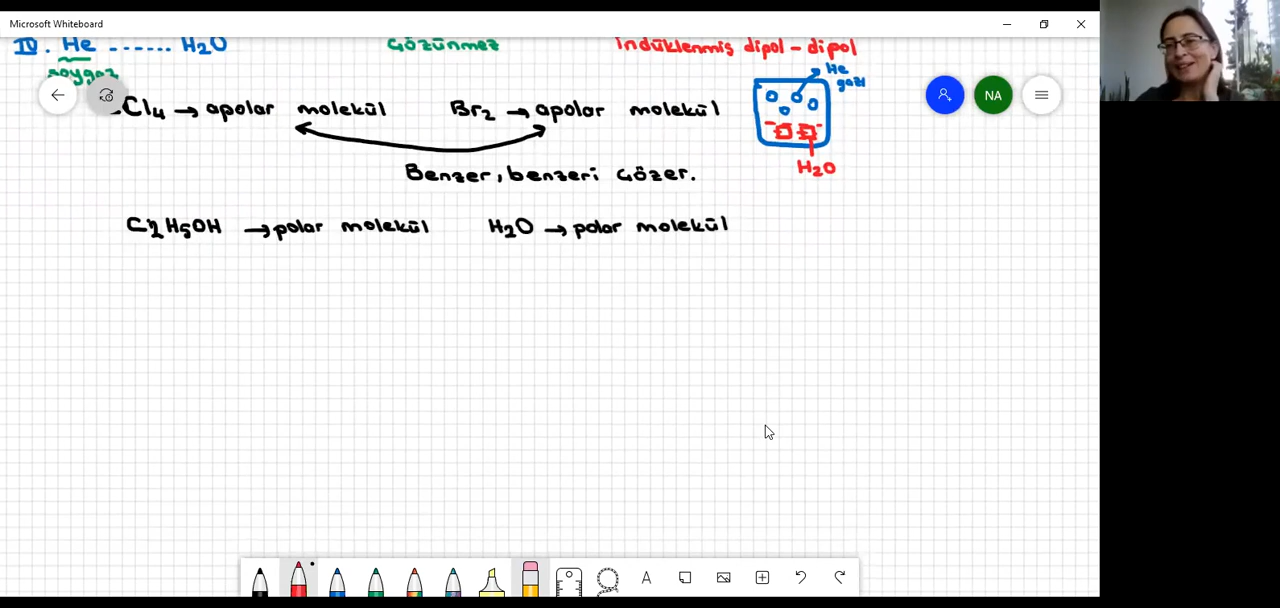 Microsoft Whiteboard
IV. He ...... H2O Çözünmez İndüklenmiş dipol - dipol
soygaz
He gazı
CCl4 → apolar molekül Br2 → apolar molekül
NA
H2O
Benzer, benzeri çözer.
C2H5OH → polar molekül H2O → polar molekül
A